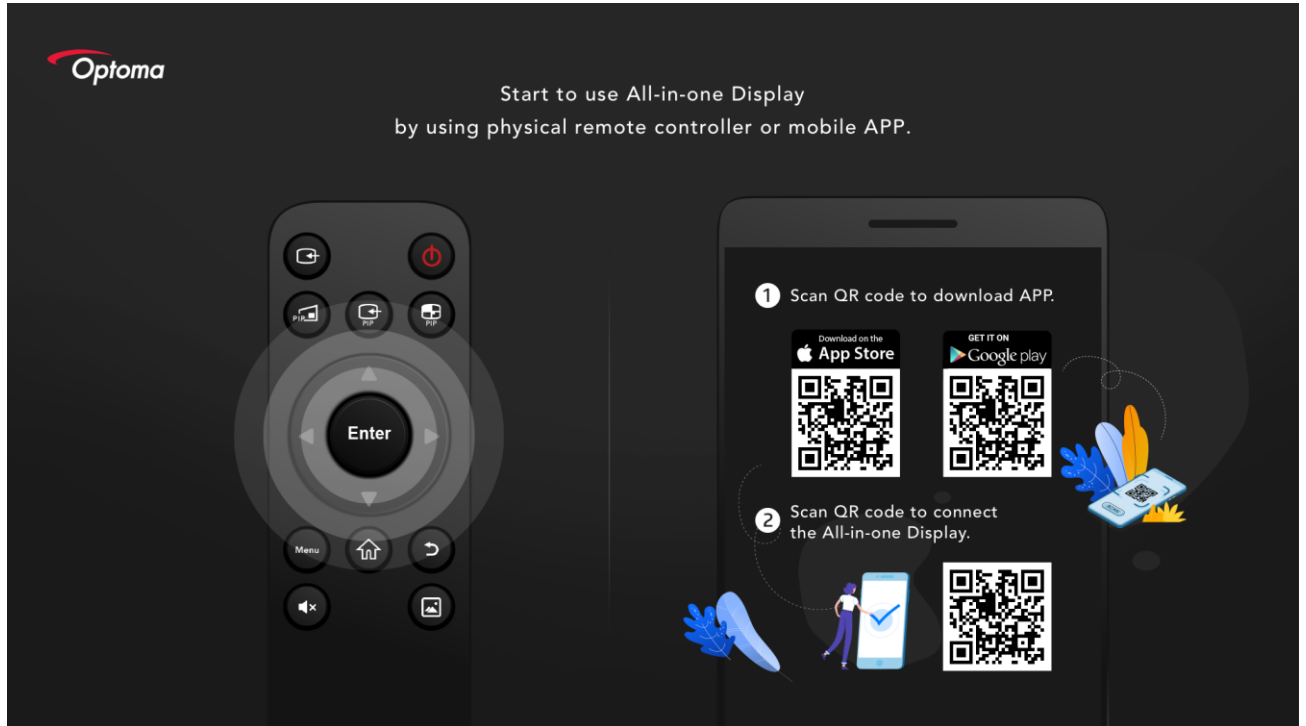 Optoma
Start to use All-in-one Display
by using physical remote controller or mobile APP.
PIP
PIP
PIP
Enter
Menu
1 Scan QR code to download APP.
Download on the
App Store
GET IT ON
Google play
2 Scan QR code to connect
the All-in-one Display.